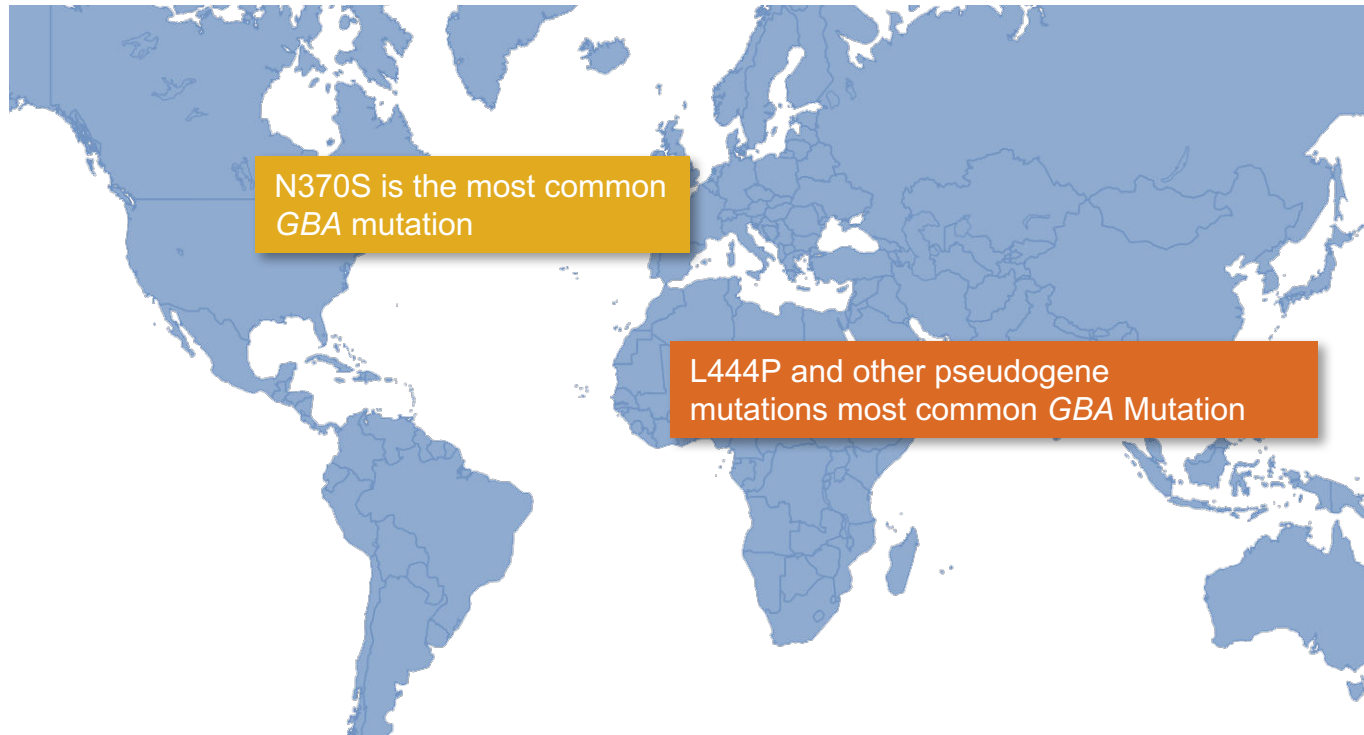 N370S is the most common
GBA mutation
L444P and other pseudogene
mutations most common GBA Mutation